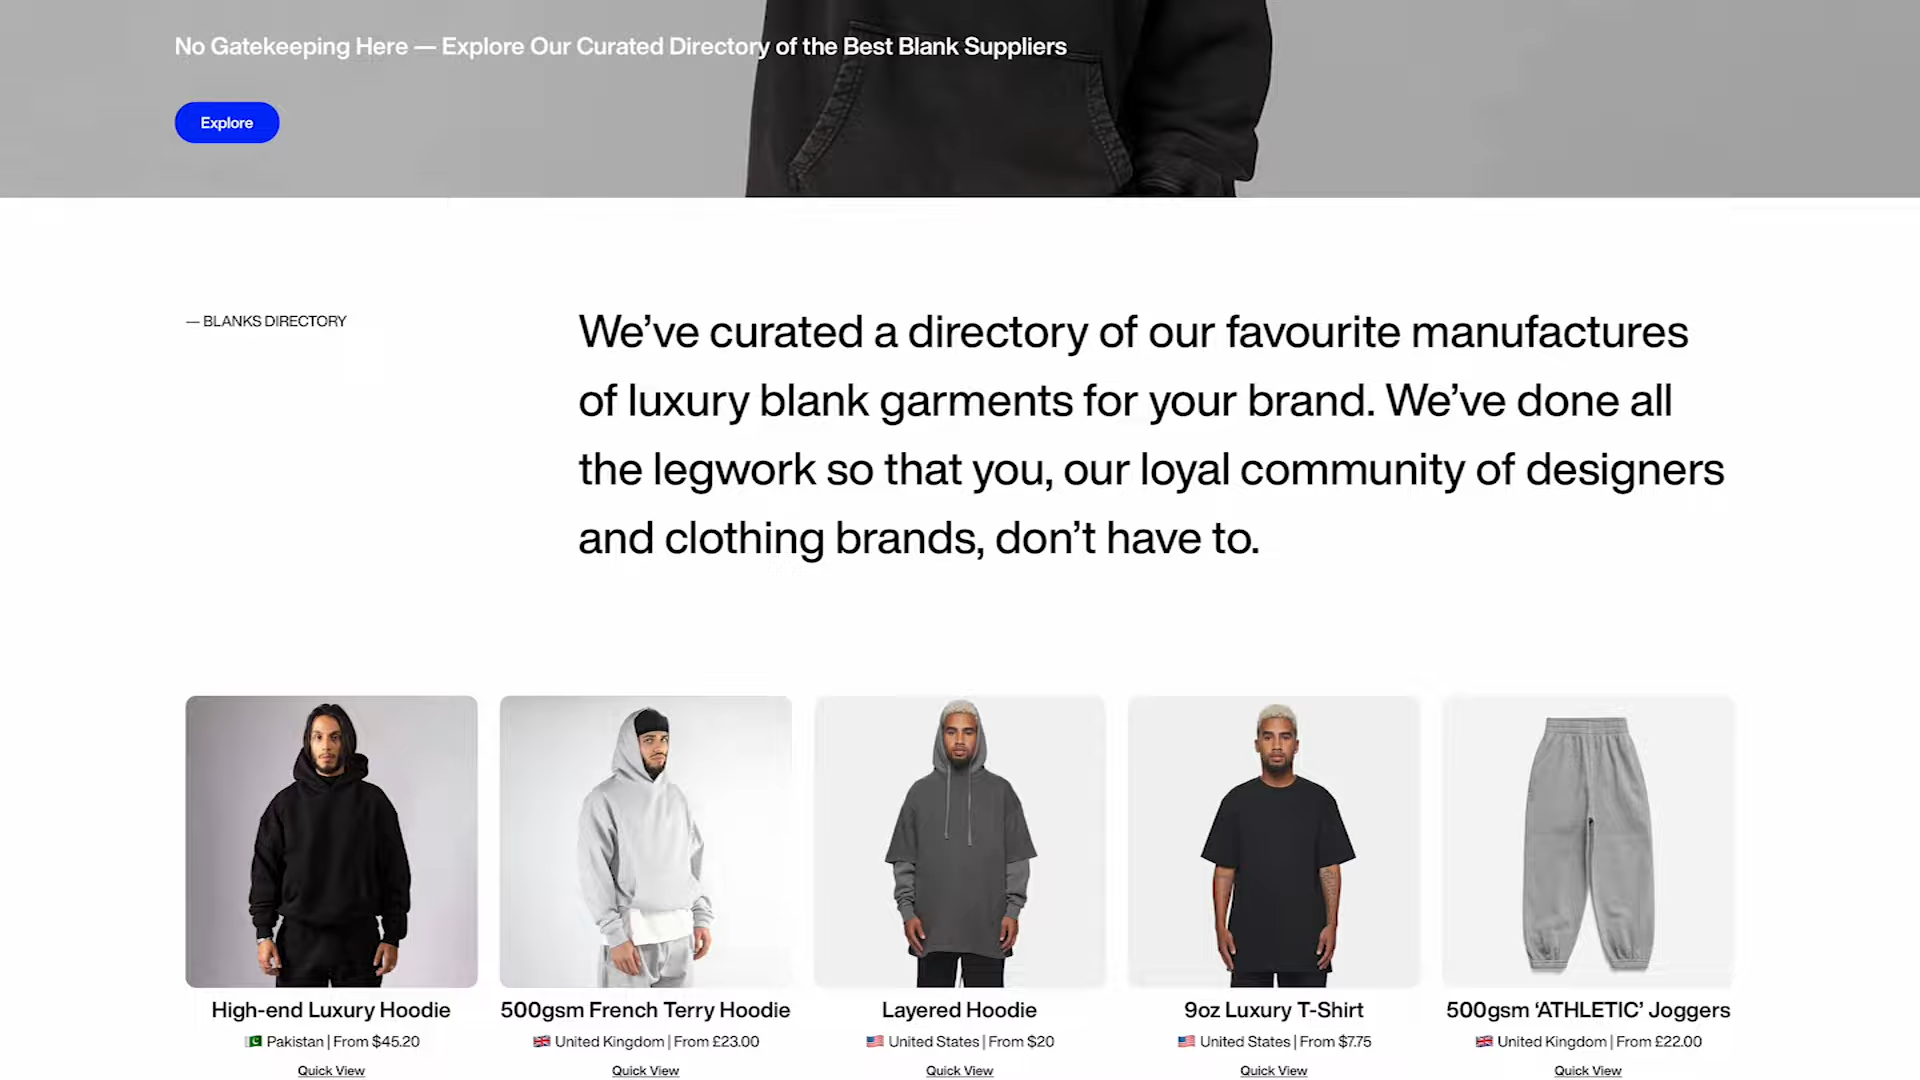 No Gatekeeping Here — Explore Our Curated Directory of the Best Blank Suppliers
Explore
— BLANKS DIRECTORY
We’ve curated a directory of our favourite manufactures
of luxury blank garments for your brand. We’ve done all
the legwork so that you, our loyal community of designers
and clothing brands, don’t have to.
High-end Luxury Hoodie
Pakistan | From $45.20
Quick View
500gsm French Terry Hoodie
United Kingdom | From £23.00
Quick View
Layered Hoodie
United States | From $20
Quick View
9oz Luxury T-Shirt
United States | From $7.75
Quick View
500gsm ‘ATHLETIC’ Joggers
United Kingdom | From £22.00
Quick View